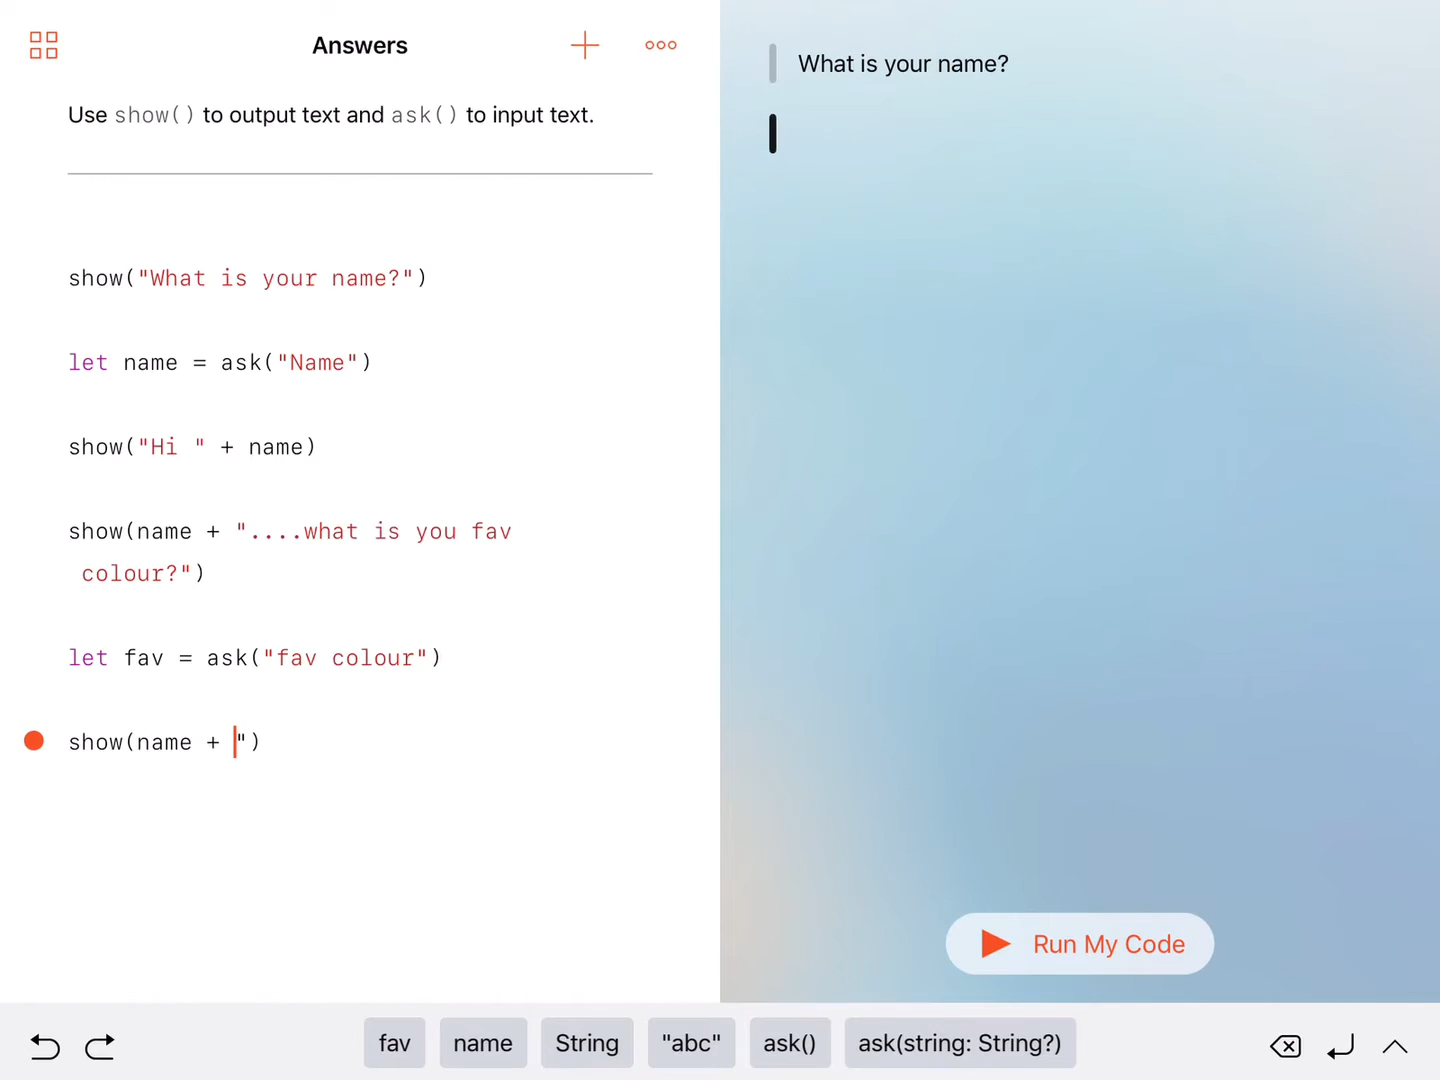 Answers
Use show() to output text and ask() to input text.
show("What is your name?")
let name = ask("Name")
show("Hi " + name)
show(name + "....what is you fav
colour?")
let fav = ask("fav colour")
show(name + ")
What is your name?
Run My Code
fav name String "abc" ask() ask(string: String?)